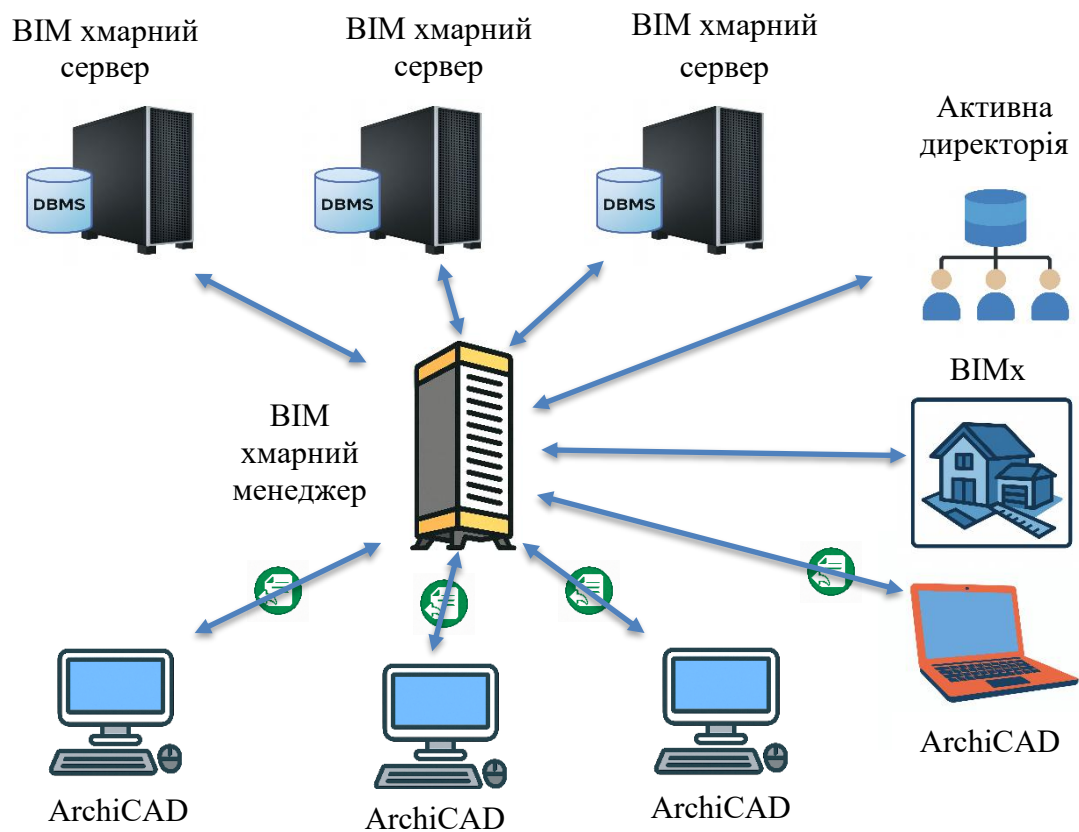 BIM хмарний
сервер
BIM хмарний
сервер
BIM хмарний
сервер
DBMS
DBMS
DBMS
Активна
директорія
BIMx
BIM
хмарний
менеджер
ArchiCAD
ArchiCAD
ArchiCAD
ArchiCAD